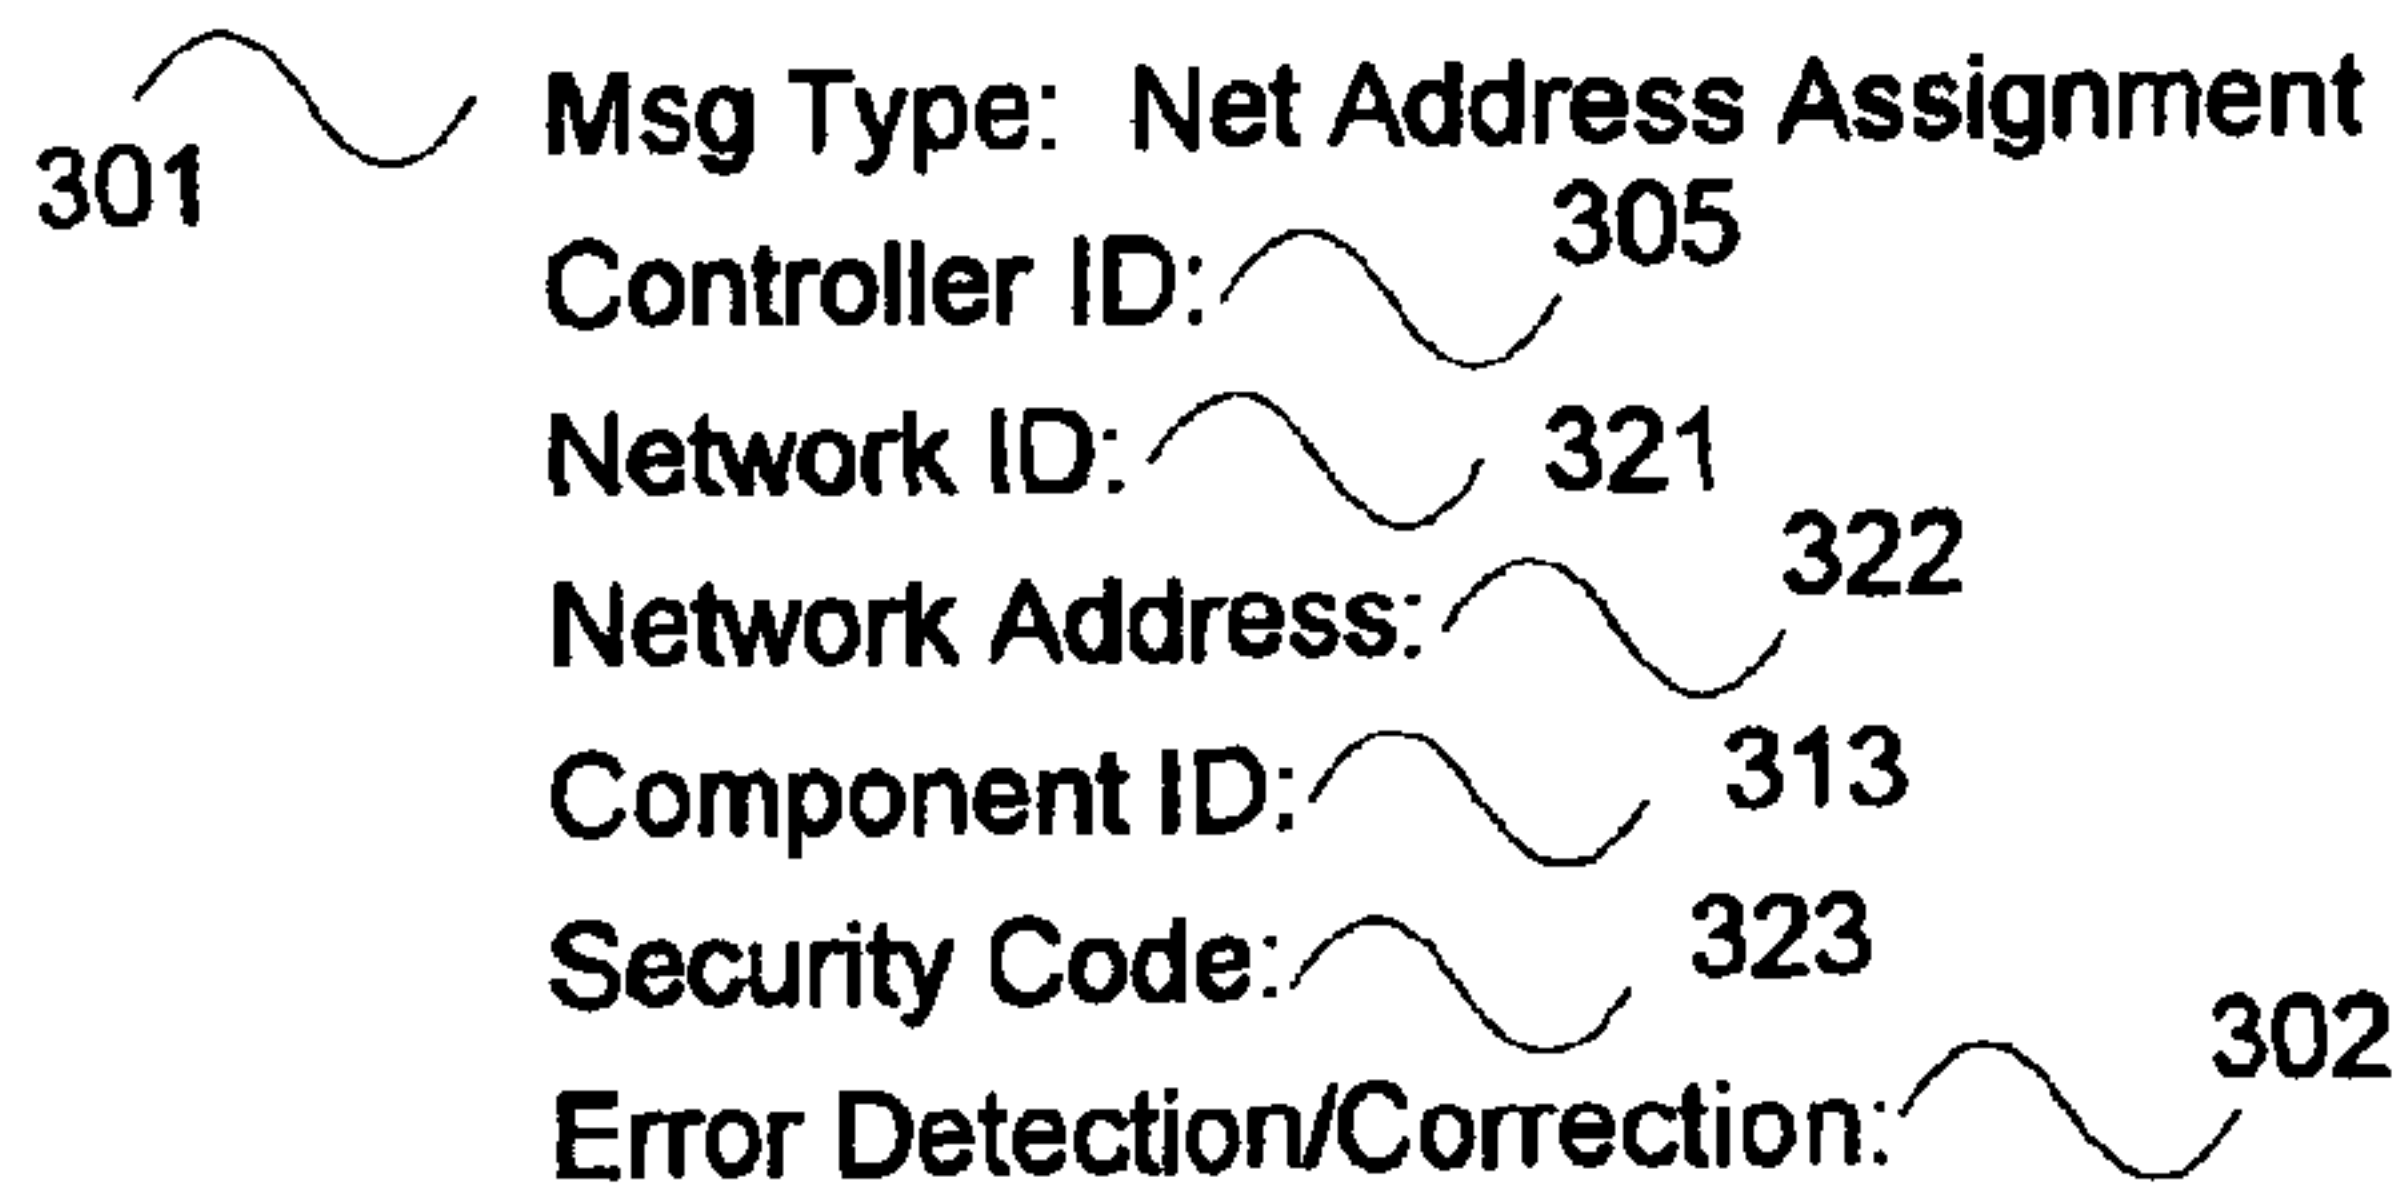 301 Msg Type: Net Address Assignment
Controller ID: 305
Network ID: 321
Network Address: 322
Component ID: 313
Security Code: 323
Error Detection/Correction: 302